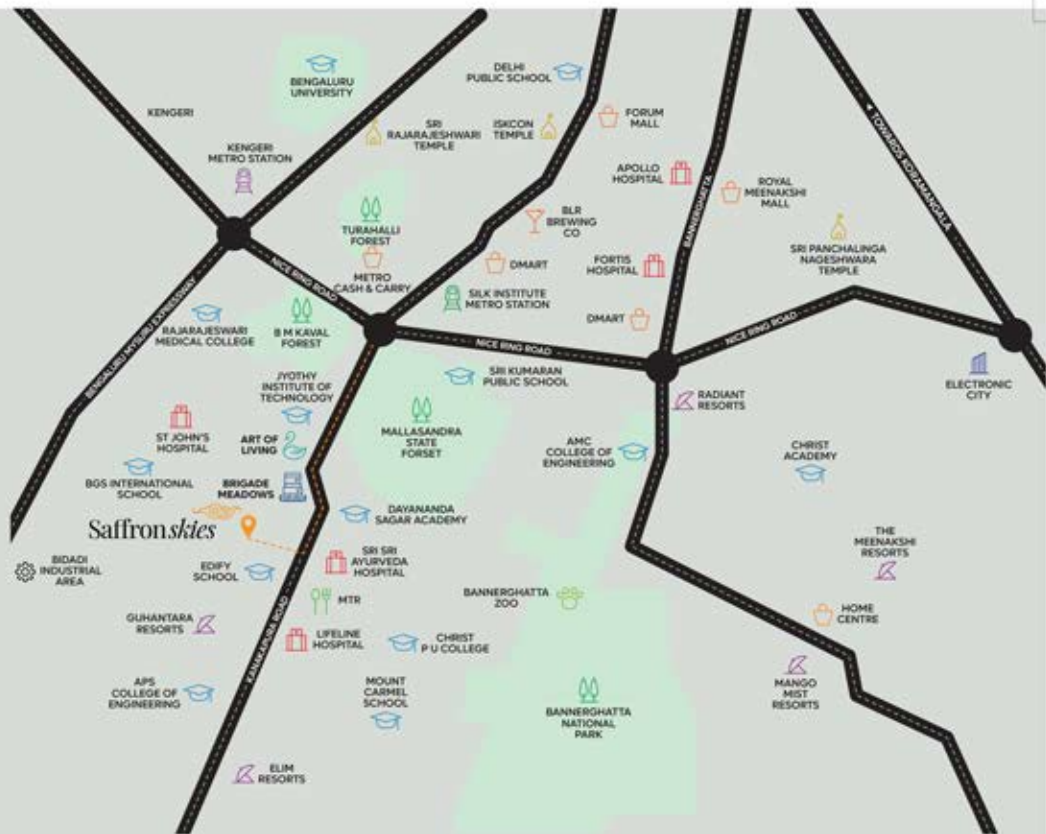 BENGALURU
UNIVERSITY
DELHI
PUBLIC SCHOOL
KENGERI
KENGERI
METRO STATION
SRI
RAJARAJESHWARI
TEMPLE
ISKCON
TEMPLE
FORUM
MALL
TOWARDS KORAMANGALA
APOLLO
HOSPITAL
BANNERGHATTA
ROYAL
MEENAKSHI
MALL
TURAHALLI
FOREST
BLR
BREWING
CO
SRI PANCHALINGA
NAGESHWARA
TEMPLE
NICE RING ROAD
METRO
CASH & CARRY
DMART
FORTIS
HOSPITAL
SILK INSTITUTE
METRO STATION
DMART
BENGALURU MYSURU EXPRESSWAY
RAJARAJESWARI
MEDICAL COLLEGE
B M KAVAL
FOREST
NICE RING ROAD
NICE RING ROAD
JYOTHY
INSTITUTE OF
TECHNOLOGY
SRI KUMARAN
PUBLIC SCHOOL
RADIANT
RESORTS
ELECTRONIC
CITY
ST JOHN'S
HOSPITAL
ART OF
LIVING
MALLASANDRA
STATE
FORSET
AMC
COLLEGE OF
ENGINEERING
CHRIST
ACADEMY
BGS INTERNATIONAL
SCHOOL
BRIGADE
MEADOWS
DAYANANDA
SAGAR ACADEMY
Saffronskies
BIDADI
INDUSTRIAL
AREA
EDIFY
SCHOOL
SRI SRI
AYURVEDA
HOSPITAL
THE
MEENAKSHI
RESORTS
MTR
BANNERGHATTA
ZOO
GUHANTARA
RESORTS
KANAKAPURA ROAD
LIFELINE
HOSPITAL
CHRIST
P U COLLEGE
HOME
CENTRE
APS
COLLEGE OF
ENGINEERING
MOUNT
CARMEL
SCHOOL
BANNERGHATTA
NATIONAL
PARK
MANGO
MIST
RESORTS
ELIM
RESORTS